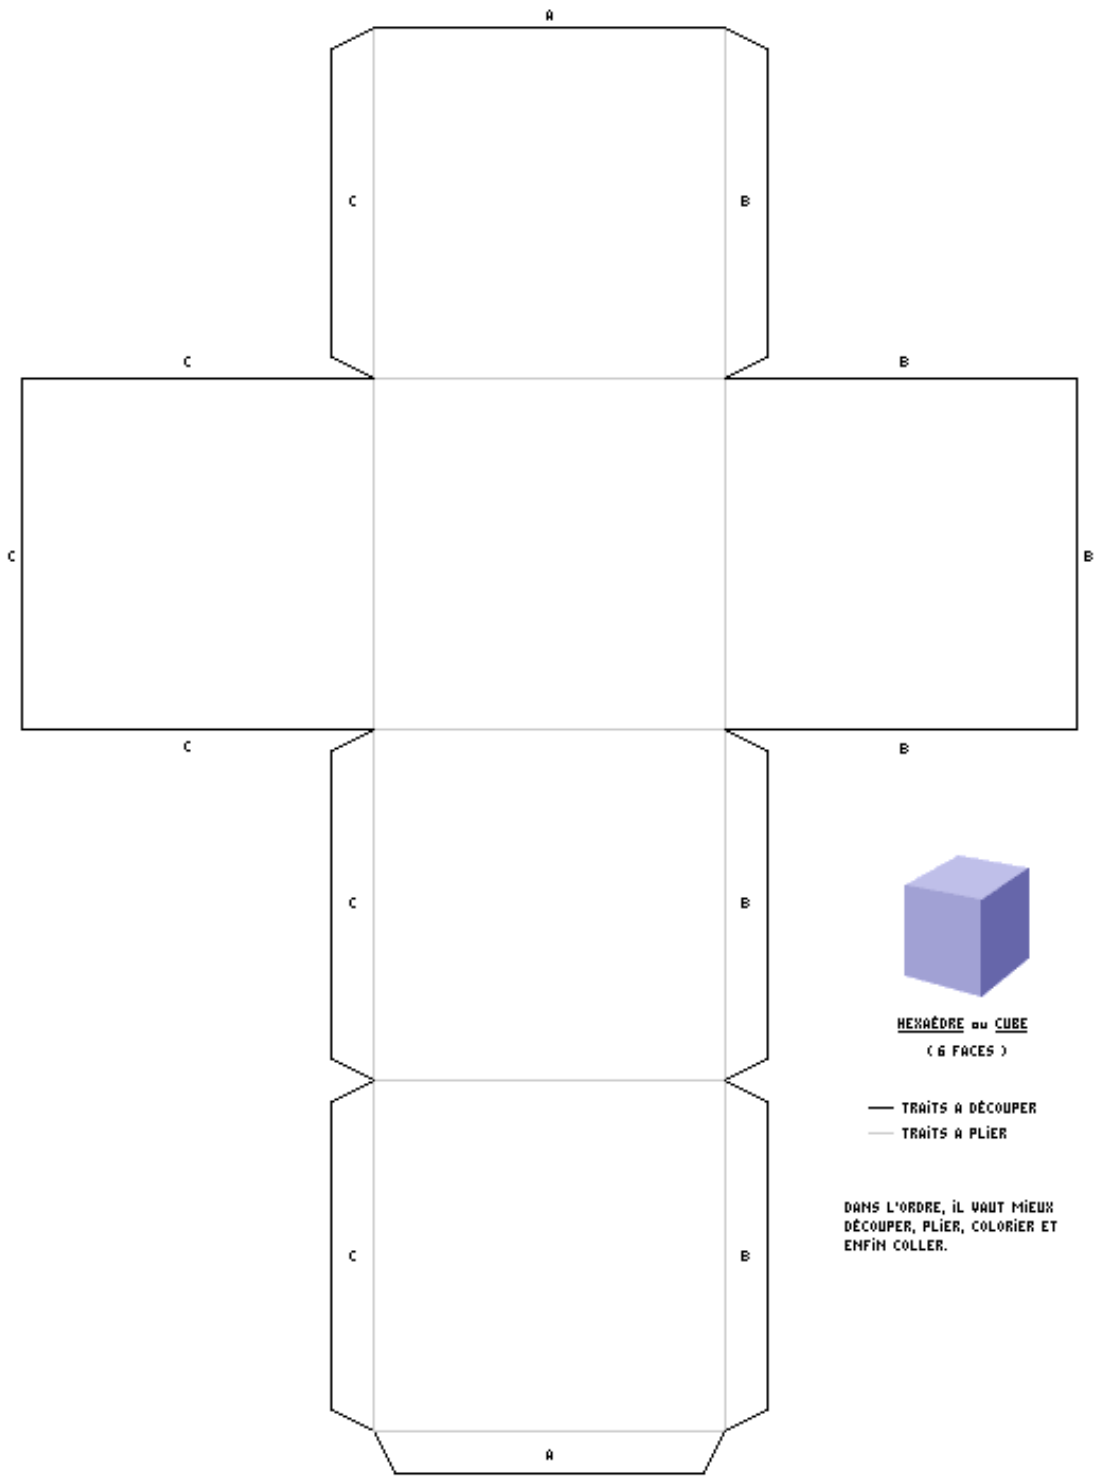 A
C
B
C
B
C
B
C
B
C
B
HEXAÈDRE ou CUBE
( 6 FACES )
TRAiTS A DÉCOUPER
TRAiTS A PLiER
DANS L'ORDRE, iL VAUT MiEUX
DÉCOUPER, PLiER, COLORiER ET
ENFiN COLLER.
C
B
A